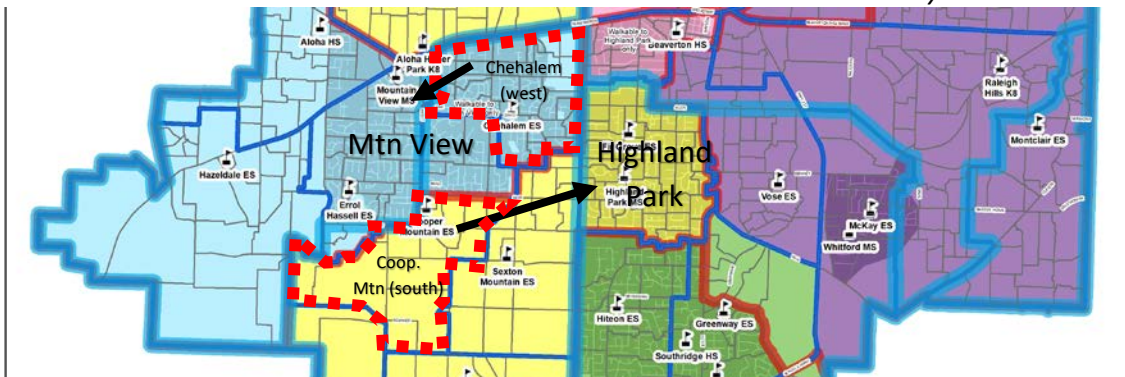 Aloha HS
Walkable to
Highland Park
only
Beaverton HS
Park K8
Mountain
View MS
Chehalem
(west)
Walkable to
Chehalem ES
Raleigh
Hills K8
Montclair ES
Mtn View
Highland
Park
Hazeldale ES
Errol
Hassell ES
Highland
Park MS
Vose ES
McKay ES
Whitford MS
Cooper
Mountain ES
Coop.
Mtn (south)
Sexton
Mountain ES
Hiteon ES
Greenway ES
Southridge HS